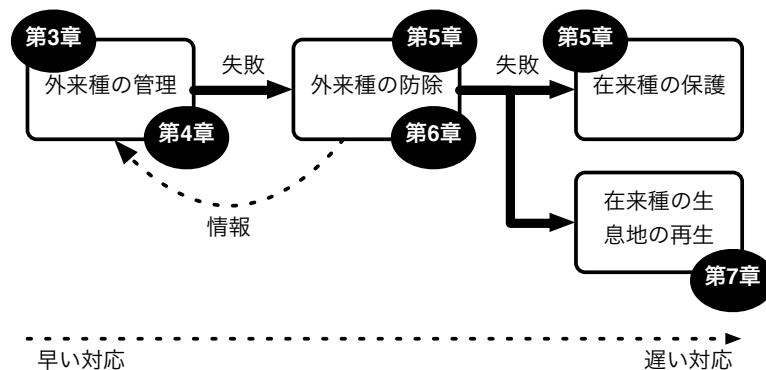 第3章
外来種の管理
第4章
失敗
情報
第5章
外来種の防除
第6章
失敗
第5章
在来種の保護
在来種の生
息地の再生
第7章
早い対応
遅い対応